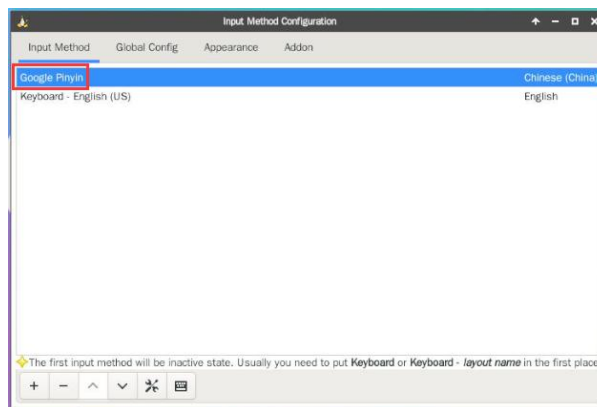 Input Method Configuration
Input Method Global Config Appearance Addon
Google Pinyin Chinese (China)
Keyboard - English (US) English
The first input method will be inactive state. Usually you need to put Keyboard or Keyboard - layout name in the first place